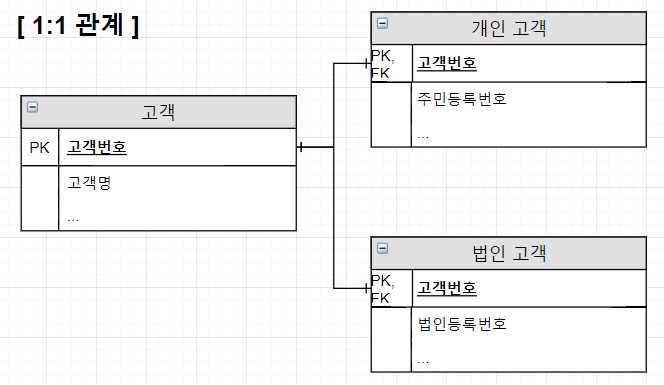 [ 1:1 관계 ]
고객
PK 고객번호
고객명
...
개인 고객
PK,
FK 고객번호
주민등록번호
...
법인 고객
PK,
FK 고객번호
법인등록번호
...